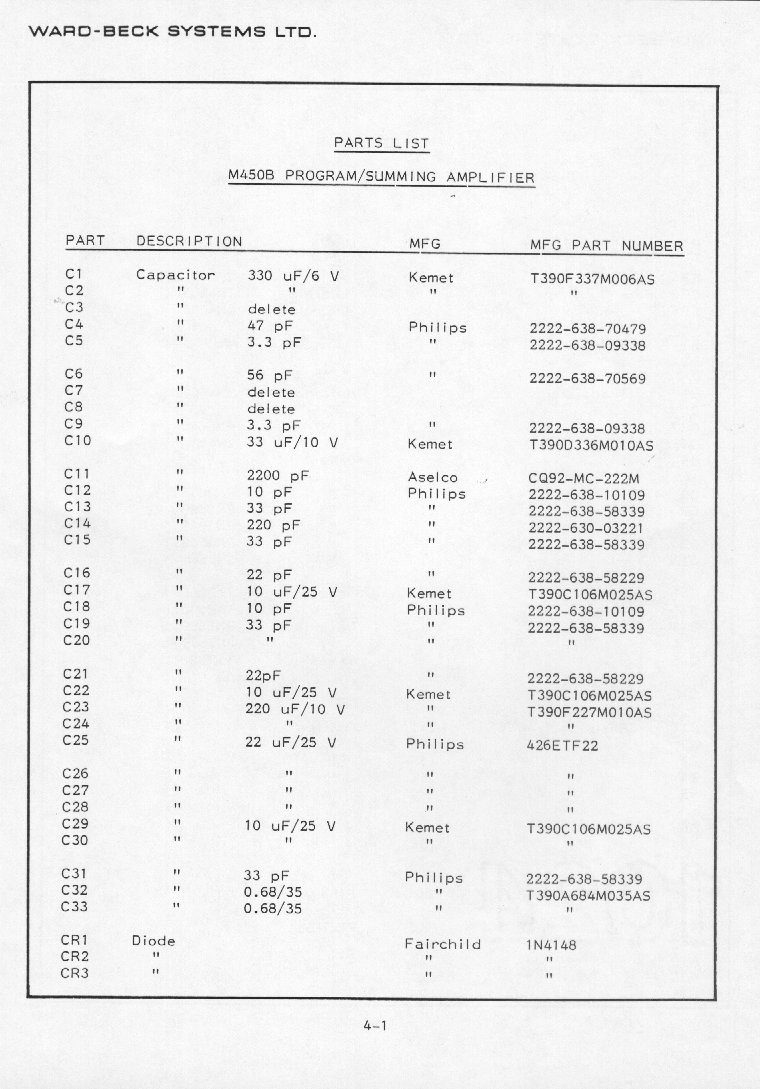 WARD-BECK SYSTEMS LTD.
PARTS LIST
M450B PROGRAM/SUMMING AMPLIFIER
PART DESCRIPTION MFG MFG PART NUMBER
C1 Capacitor 330 uF/6 V Kemet T390F337M006AS
C2 " " " "
C3 " delete
C4 " 47 pF Philips 2222-638-70479
C5 " 3.3 pF " 2222-638-09338
C6 " 56 pF " 2222-638-70569
C7 " delete
C8 " delete
C9 " 3.3 pF " 2222-638-09338
C10 " 33 uF/10 V Kemet T390D336M010AS
C11 " 2200 pF Aselco CQ92-MC-222M
C12 " 10 pF Philips 2222-638-10109
C13 " 33 pF " 2222-638-58339
C14 " 220 pF " 2222-630-03221
C15 " 33 pF " 2222-638-58339
C16 " 22 pF " 2222-638-58229
C17 " 10 uF/25 V Kemet T390C106M025AS
C18 " 10 pF Philips 2222-638-10109
C19 " 33 pF " 2222-638-58339
C20 " " " "
C21 " 22pF " 2222-638-58229
C22 " 10 uF/25 V Kemet T390C106M025AS
C23 " 220 uF/10 V " T390F227M010AS
C24 " " " "
C25 " 22 uF/25 V Philips 426ETF22
C26 " " " "
C27 " " " "
C28 " " " "
C29 " 10 uF/25 V Kemet T390C106M025AS
C30 " " " "
C31 " 33 pF Philips 2222-638-58339
C32 " 0.68/35 " T390A684M035AS
C33 " 0.68/35 " "
CR1 Diode Fairchild 1N4148
CR2 " " "
CR3 " " "
4-1